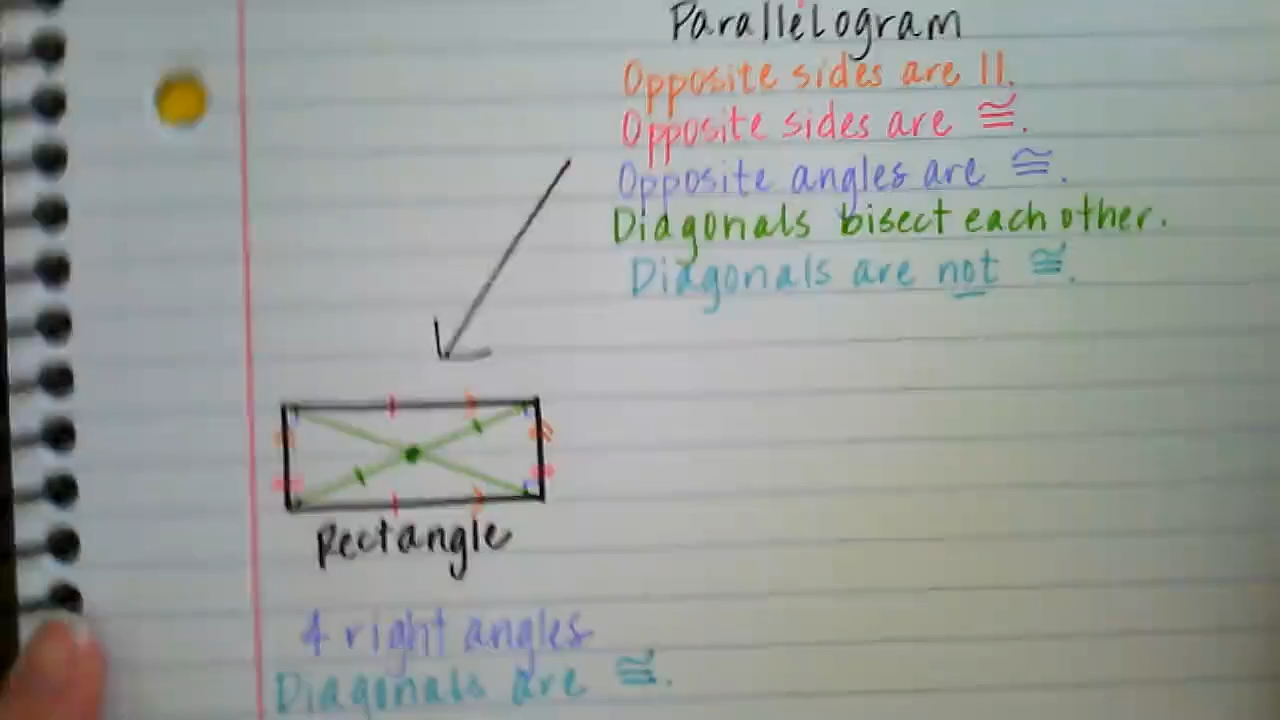 Parallelogram
Opposite sides are ||.
Opposite sides are ≅.
Opposite angles are ≅.
Diagonals bisect each other.
Diagonals are not ≅.
Rectangle
4 right angles
Diagonals are ≅.